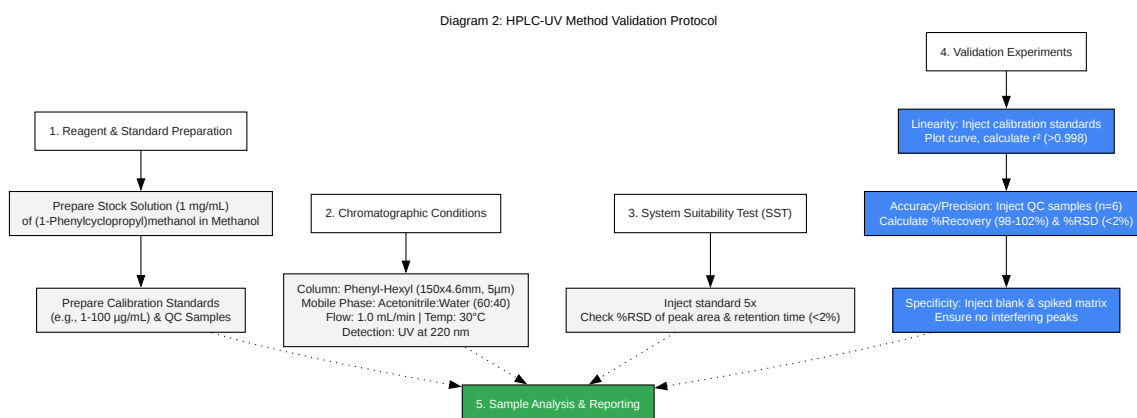 Diagram 2: HPLC-UV Method Validation Protocol
1. Reagent & Standard Preparation
Prepare Stock Solution (1 mg/mL)
of (1-Phenylcyclopropyl)methanol in Methanol
Prepare Calibration Standards
(e.g., 1-100 µg/mL) & QC Samples
2. Chromatographic Conditions
Column: Phenyl-Hexyl (150x4.6mm, 5µm)
Mobile Phase: Acetonitrile:Water (60:40)
Flow: 1.0 mL/min | Temp: 30°C
Detection: UV at 220 nm
3. System Suitability Test (SST)
Inject standard 5x
Check %RSD of peak area & retention time (<2%)
4. Validation Experiments
Linearity: Inject calibration standards
Plot curve, calculate r² (>0.998)
Accuracy/Precision: Inject QC samples (n=6)
Calculate %Recovery (98-102%) & %RSD (<2%)
Specificity: Inject blank & spiked matrix
Ensure no interfering peaks
5. Sample Analysis & Reporting